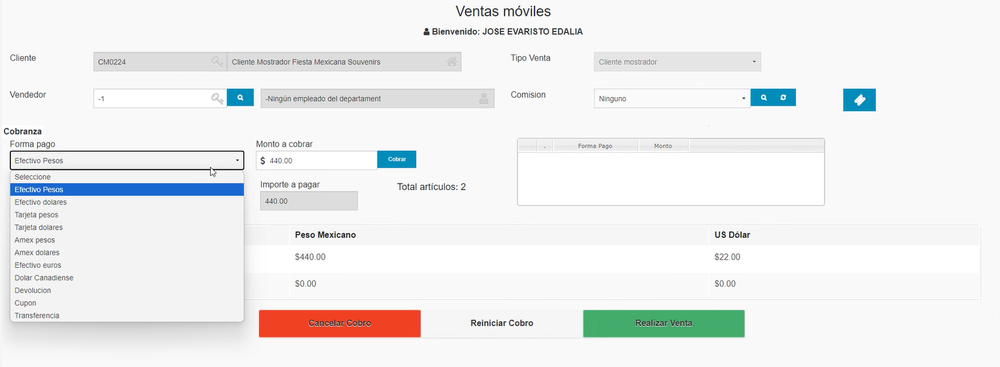 Ventas móviles
Bienvenido: JOSE EVARISTO EDALIA
Cliente
CM0224
Cliente Mostrador Fiesta Mexicana Souvenirs
Tipo Venta
Cliente mostrador
Vendedor
-1
-Ningún empleado del department
Comision
Ninguno
Cobranza
Forma pago
Monto a cobrar
Efectivo Pesos
$ 440.00
Cobrar
. Forma Pago Monto
Seleccione
Efectivo Pesos
Efectivo dolares
Tarjeta pesos
Tarjeta dolares
Amex pesos
Amex dolares
Efectivo euros
Dolar Canadiense
Devolucion
Cupon
Transferencia
Importe a pagar
440.00
Total artículos: 2
Peso Mexicano US Dólar
$440.00 $22.00
$0.00 $0.00
Cancelar Cobro
Reiniciar Cobro
Realizar Venta